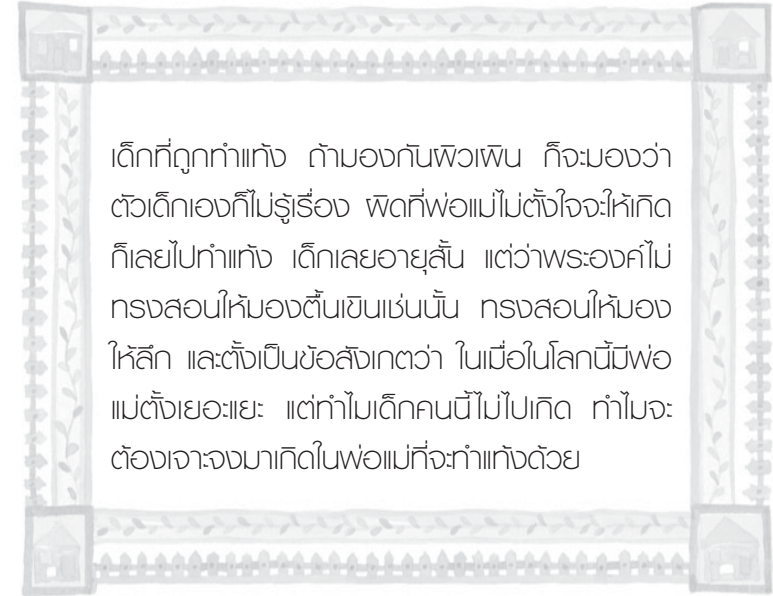 เด็กที่ถูกทำแท้ง ถ้ามองกันผิวเผิน ก็จะมองว่า
ตัวเด็กเองก็ไม่รู้เรื่อง ผิดที่พ่อแม่ไม่ตั้งใจจะให้เกิด
ก็เลยไปทำแท้ง เด็กเลยอายุสั้น แต่ว่าพระองค์ไม่
ทรงสอนให้มองตื้นเขินเช่นนั้น ทรงสอนให้มอง
ให้ลึก และตั้งเป็นข้อสังเกตว่า ในเมื่อในโลกนี้มีพ่อ
แม่ตั้งเยอะแยะ แต่ทำไมเด็กคนนี้ไม่ไปเกิด ทำไมจะ
ต้องเจาะจงมาเกิดในพ่อแม่ที่จะทำแท้งด้วย